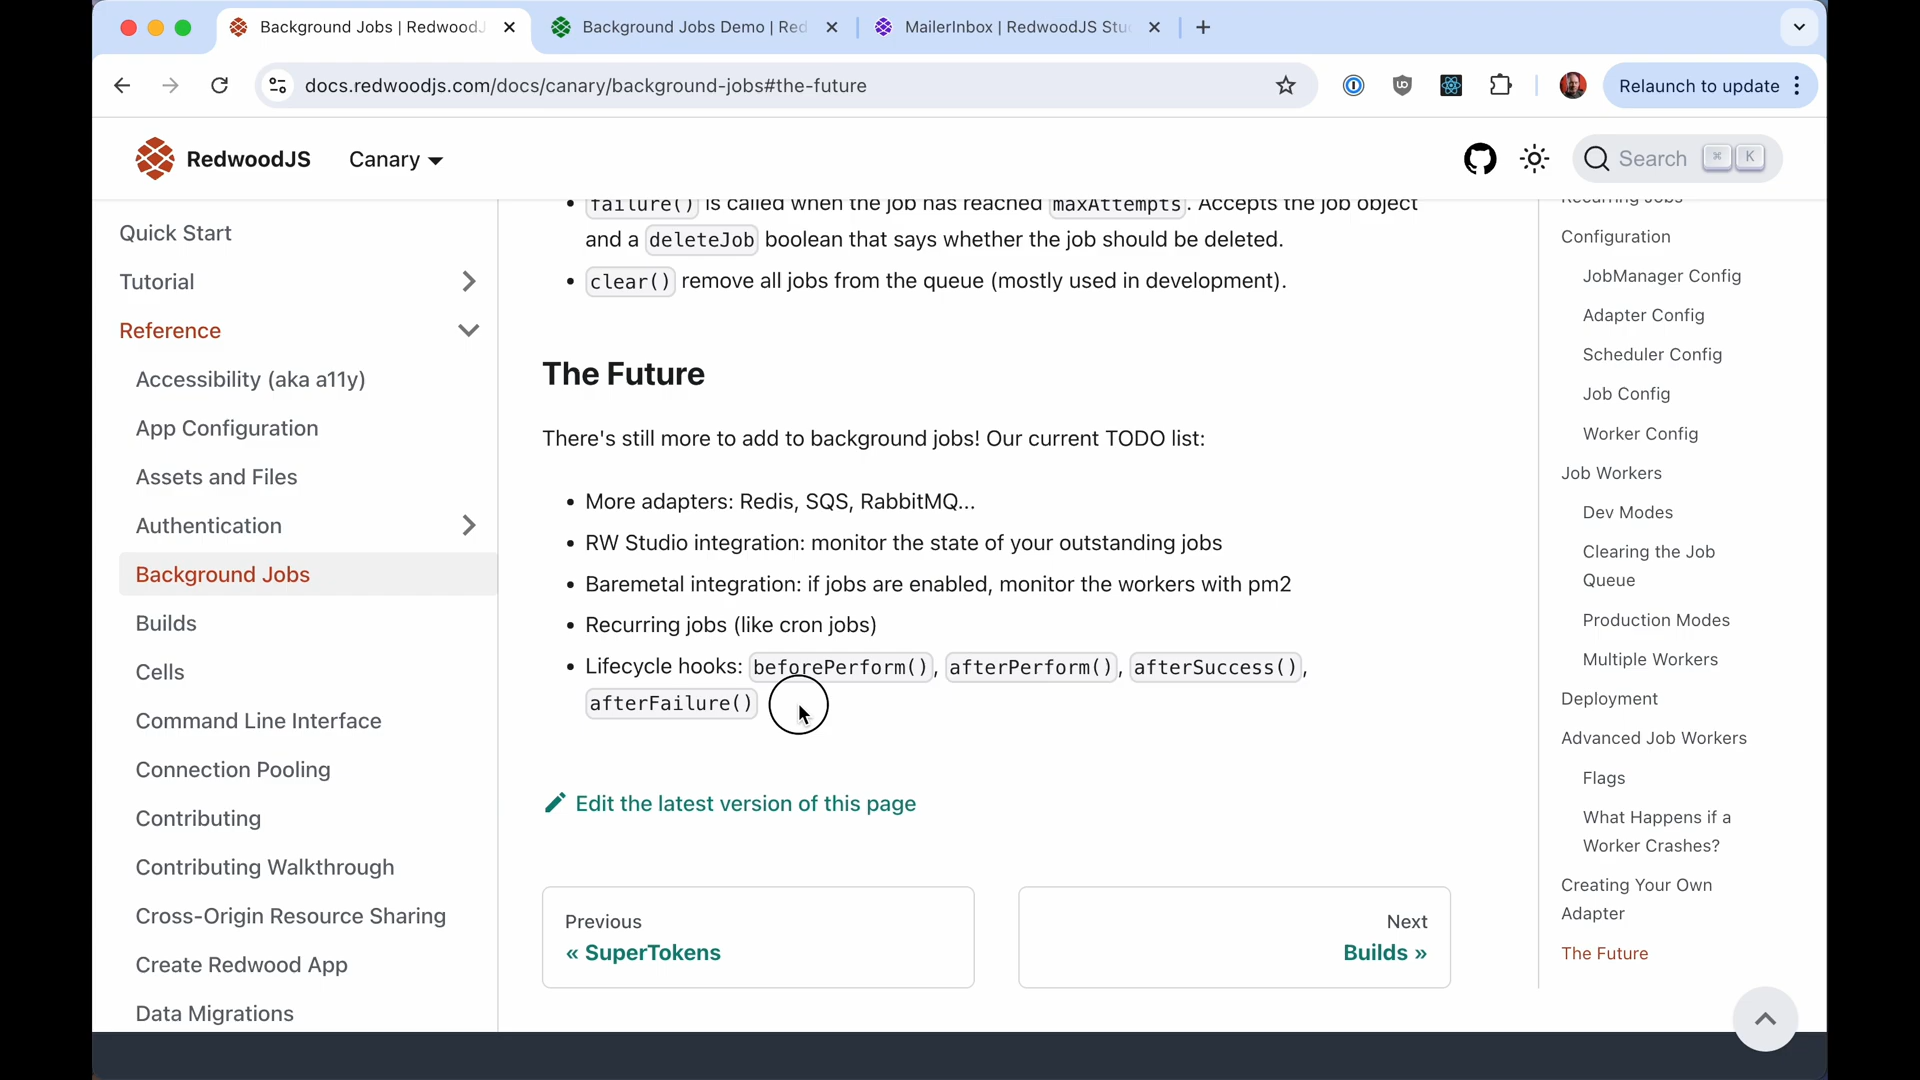 Background Jobs | RedwoodJ
Background Jobs Demo | Red
MailerInbox | RedwoodJS Stu
docs.redwoodjs.com/docs/canary/background-jobs#the-future
Relaunch to update
RedwoodJS
Canary
Search
⌘ K
Quick Start
Tutorial
Reference
Accessibility (aka a11y)
App Configuration
Assets and Files
Authentication
Background Jobs
Builds
Cells
Command Line Interface
Connection Pooling
Contributing
Contributing Walkthrough
Cross-Origin Resource Sharing
Create Redwood App
Data Migrations
• failure() is called when the job has reached maxAttempts. Accepts the job object
and a deleteJob boolean that says whether the job should be deleted.
• clear() remove all jobs from the queue (mostly used in development).
The Future
There's still more to add to background jobs! Our current TODO list:
• More adapters: Redis, SQS, RabbitMQ...
• RW Studio integration: monitor the state of your outstanding jobs
• Baremetal integration: if jobs are enabled, monitor the workers with pm2
• Recurring jobs (like cron jobs)
• Lifecycle hooks: beforePerform(), afterPerform(), afterSuccess(),
afterFailure()
Edit the latest version of this page
Previous
« SuperTokens
Next
Builds »
Recurring Jobs
Configuration
JobManager Config
Adapter Config
Scheduler Config
Job Config
Worker Config
Job Workers
Dev Modes
Clearing the Job
Queue
Production Modes
Multiple Workers
Deployment
Advanced Job Workers
Flags
What Happens if a
Worker Crashes?
Creating Your Own
Adapter
The Future